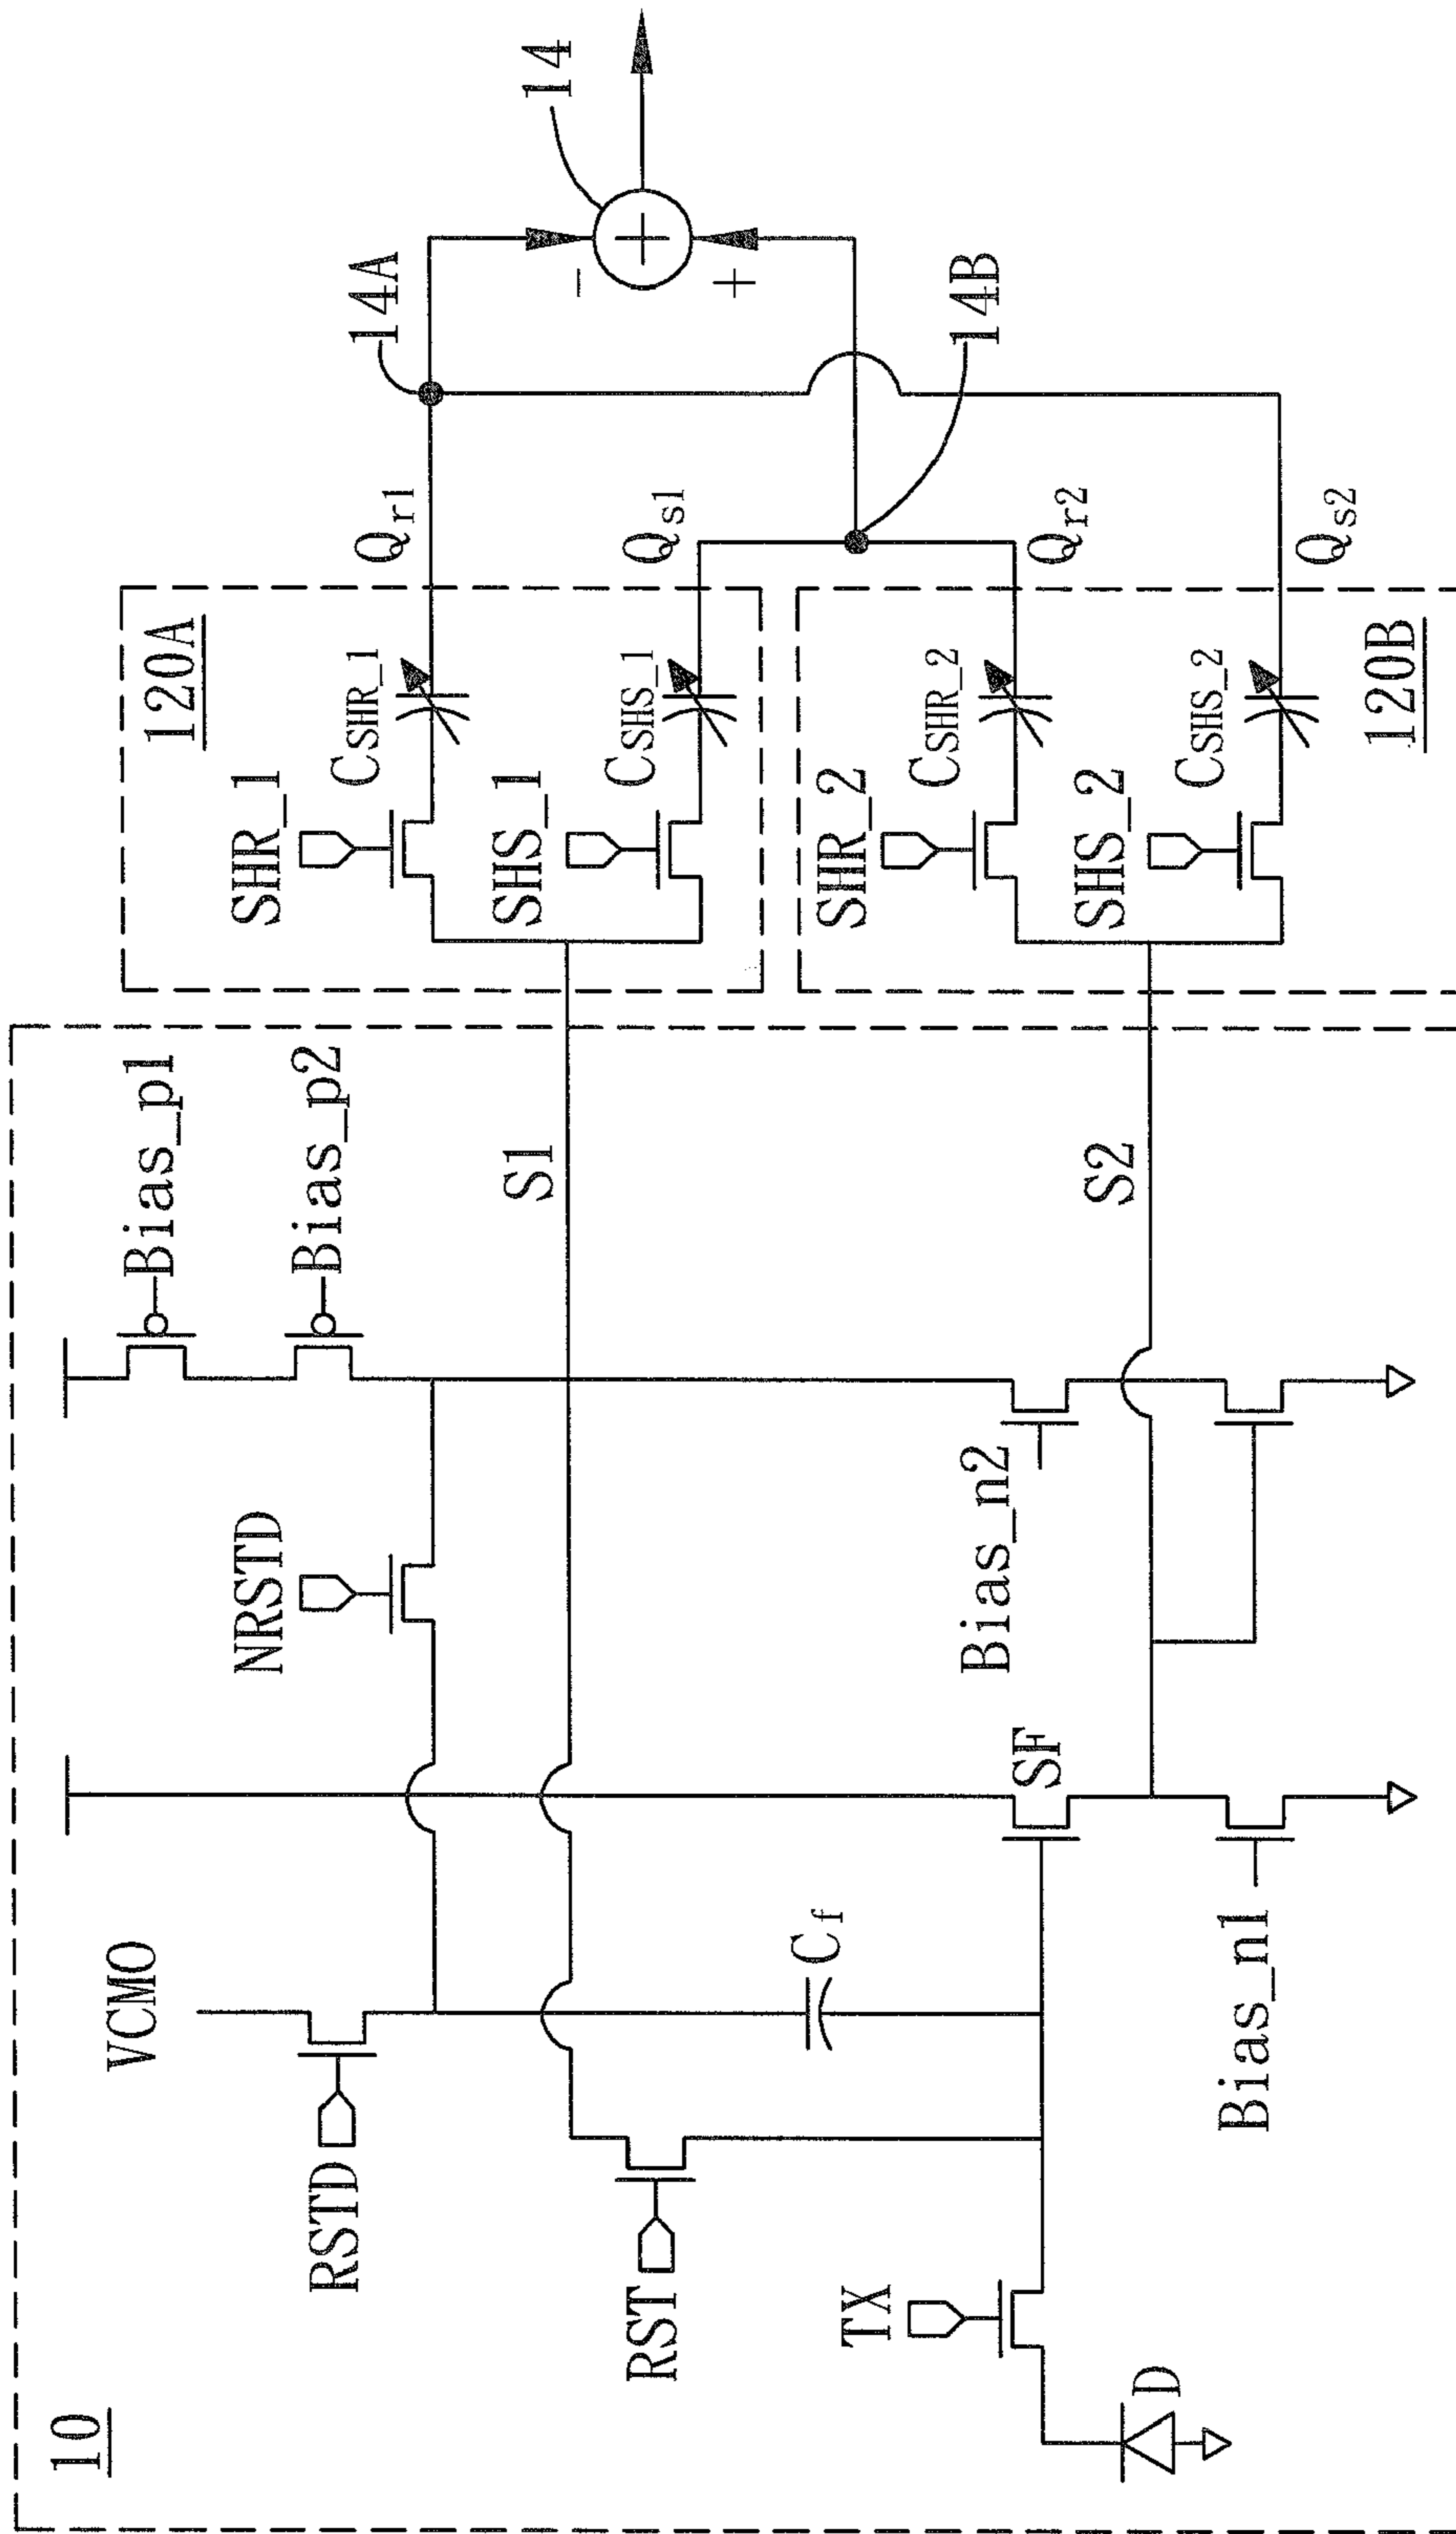 10
VCMO
RSTD
RST
TX
D
Cf
NRSTD
SF
Bias_n1
Bias_n2
Bias_p1
Bias_p2
S1
S2
120A
SHR_1
CSHR_1
SHS_1
CSHS_1
SHR_2
CSHR_2
SHS_2
CSHS_2
120B
Qr1
Qs1
Qr2
Qs2
14A
14B
14
-
+
+